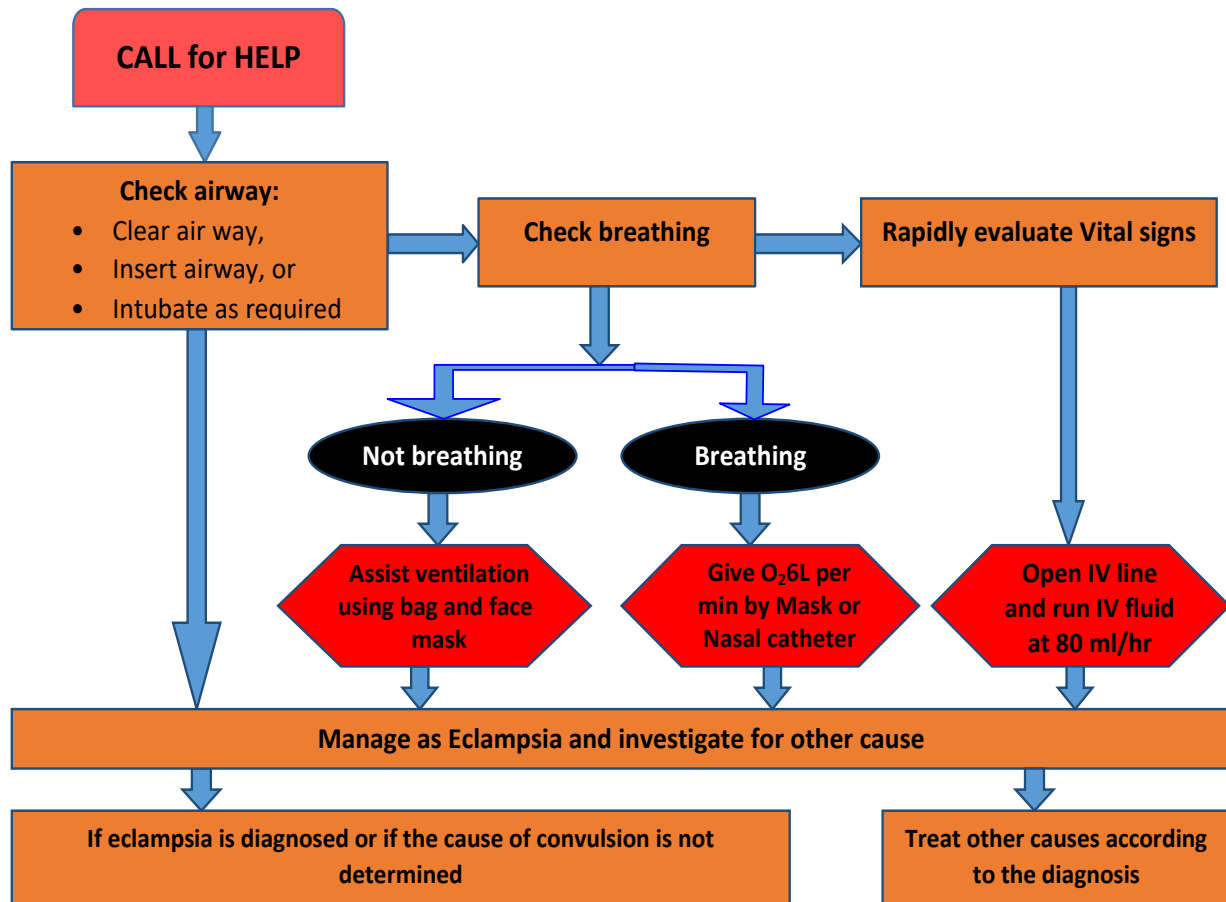 CALL for HELP
Check airway:
• Clear air way,
• Insert airway, or
• Intubate as required
Check breathing
Rapidly evaluate Vital signs
Not breathing
Breathing
Assist ventilation
using bag and face
mask
Give O₂6L per
min by Mask or
Nasal catheter
Open IV line
and run IV fluid
at 80 ml/hr
Manage as Eclampsia and investigate for other cause
If eclampsia is diagnosed or if the cause of convulsion is not
determined
Treat other causes according
to the diagnosis